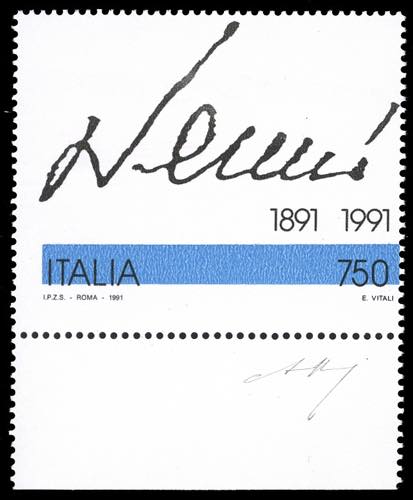 Nenni
1891 1991
ITALIA 750
I.P.Z.S. - ROMA - 1991 E. VITALI